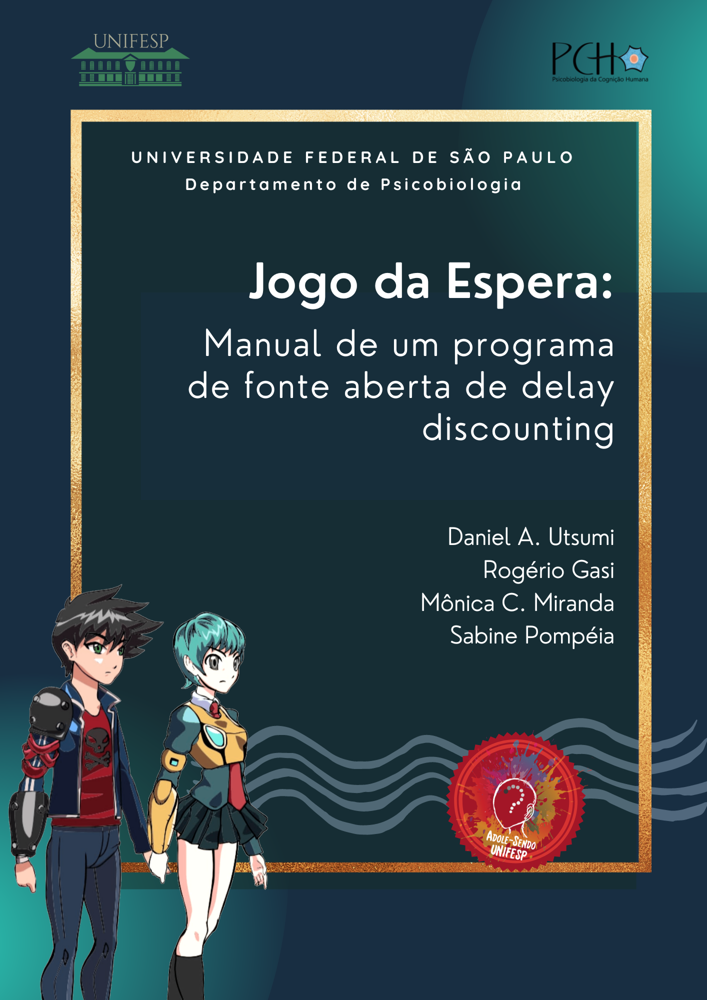 UNIFESP
PCH
Psicobiologia da Cognição Humana
UNIVERSIDADE FEDERAL DE SÃO PAULO
Departamento de Psicobiologia
Jogo da Espera:
Manual de um programa
de fonte aberta de delay
discounting
Daniel A. Utsumi
Rogério Gasi
Mônica C. Miranda
Sabine Pompéia
ADOLE-SENDO
UNIFESP